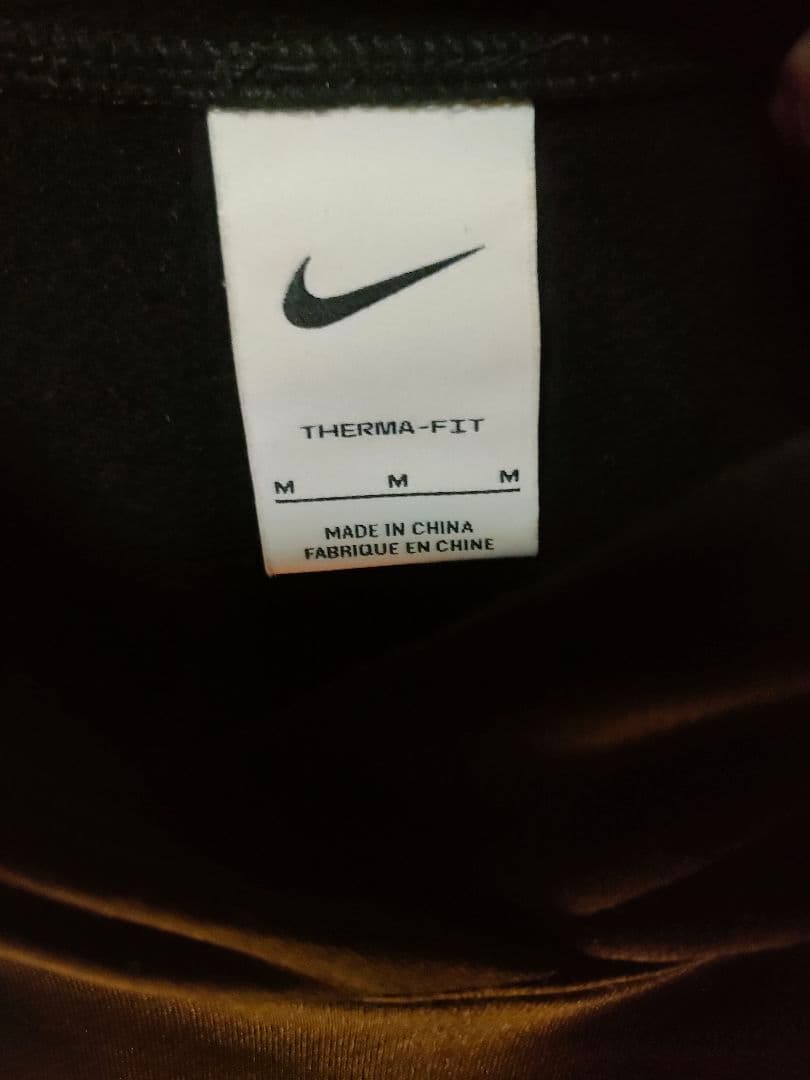 THERMA-FIT
M M M
MADE IN CHINA
FABRIQUE EN CHINE